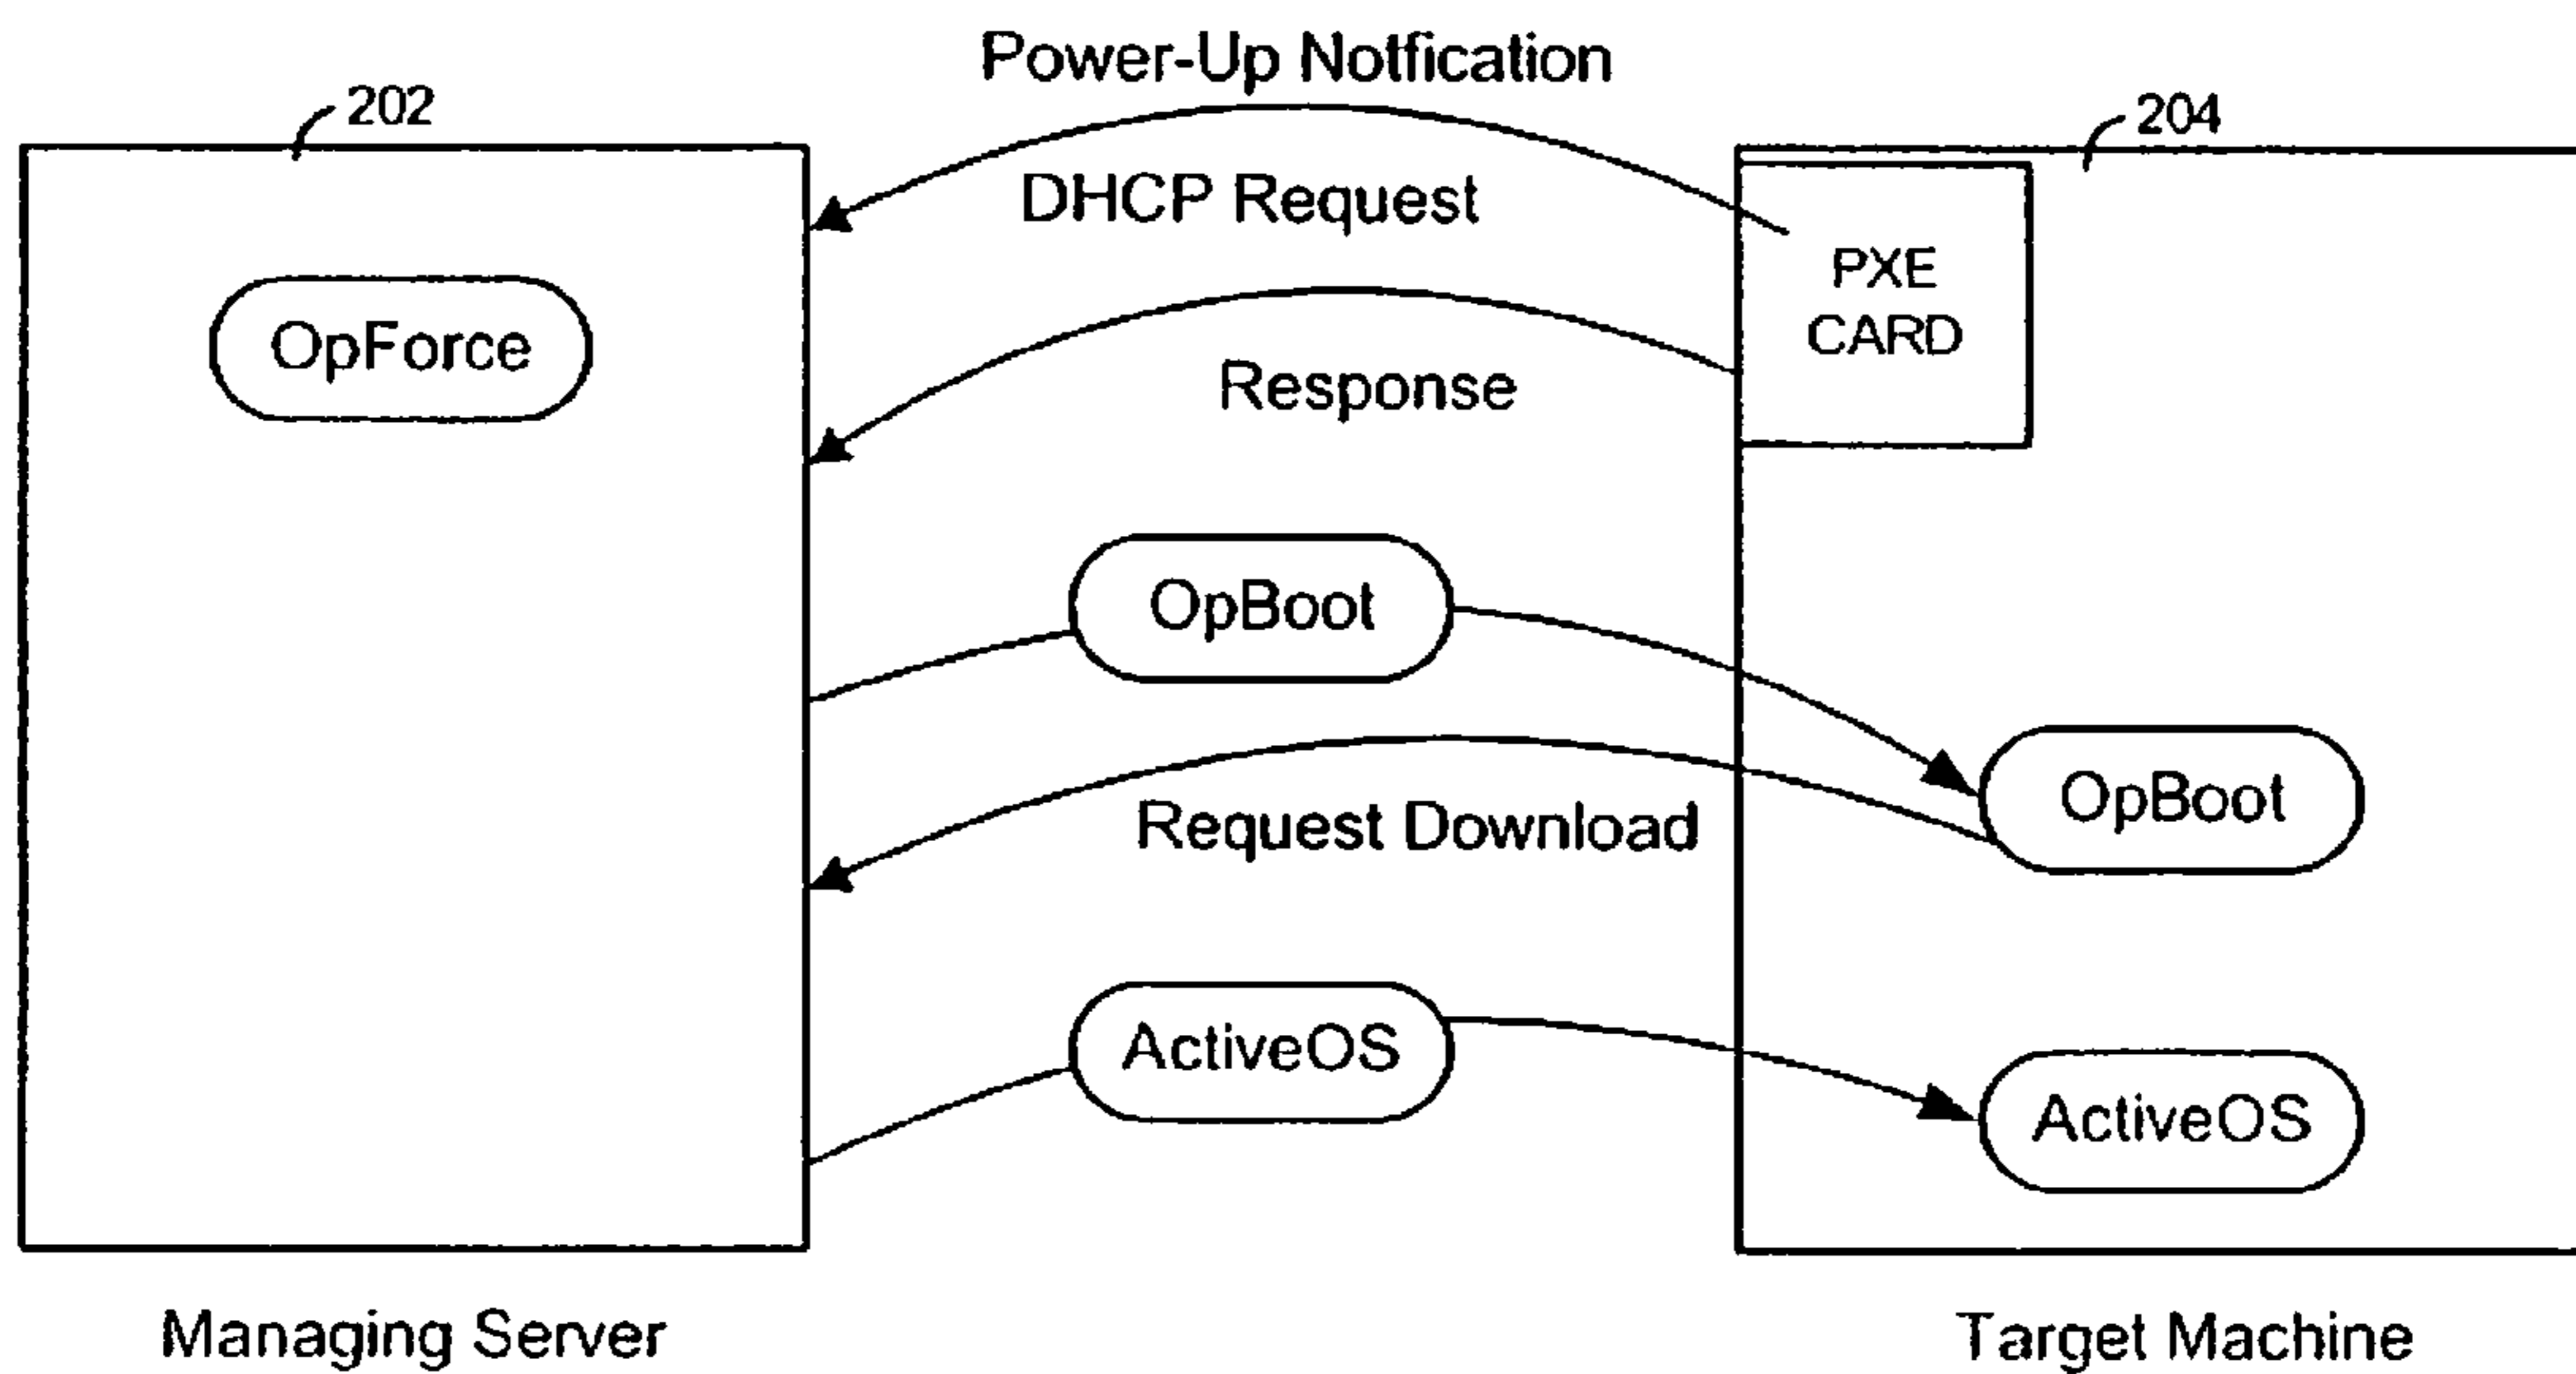 Power-Up Notfication
202
204
DHCP Request
PXE
CARD
OpForce
Response
OpBoot
OpBoot
Request Download
ActiveOS
ActiveOS
Managing Server
Target Machine